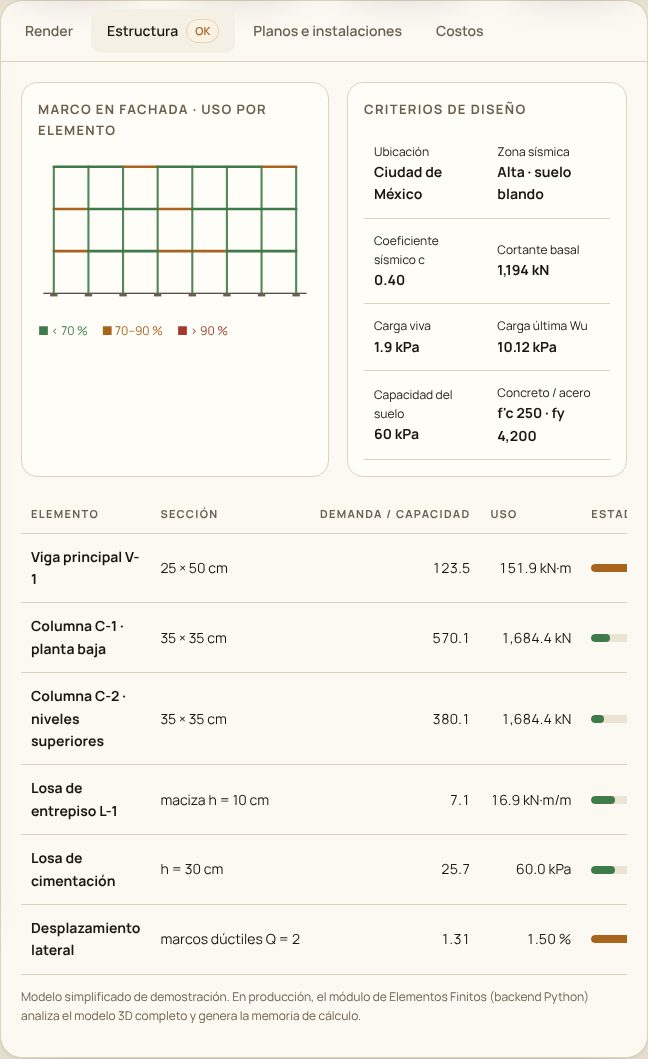 Render
Estructura
OK
Planos e instalaciones
Costos
MARCO EN FACHADA · USO POR
ELEMENTO
< 70 %
70–90 %
> 90 %
CRITERIOS DE DISEÑO
Ubicación
Ciudad de
México
Zona sísmica
Alta · suelo
blando
Coeficiente
sísmico c
0.40
Cortante basal
1,194 kN
Carga viva
1.9 kPa
Carga última Wu
10.12 kPa
Capacidad del
suelo
60 kPa
Concreto / acero
f'c 250 · fy
4,200
ELEMENTO SECCIÓN DEMANDA / CAPACIDAD USO
Viga principal V-
1
25 × 50 cm 123.5 151.9 kN·m
Columna C-1 ·
planta baja
35 × 35 cm 570.1 1,684.4 kN
Columna C-2 ·
niveles
superiores
35 × 35 cm 380.1 1,684.4 kN
Losa de
entrepiso L-1
maciza h = 10 cm 7.1 16.9 kN·m/m
Losa de
cimentación
h = 30 cm 25.7 60.0 kPa
Desplazamiento
lateral
marcos dúctiles Q = 2 1.31 1.50 %
Modelo simplificado de demostración. En producción, el módulo de Elementos Finitos (backend Python)
analiza el modelo 3D completo y genera la memoria de cálculo.